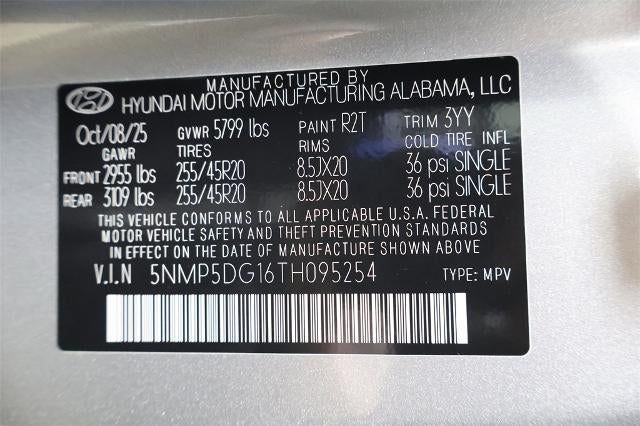 MANUFACTURED BY
HYUNDAI MOTOR MANUFACTURING ALABAMA, LLC
Oct/08/25 GVWR 5799 lbs PAINT R2T TRIM 3YY
GAWR TIRES RIMS COLD TIRE INFL
FRONT 2955 lbs 255/45R20 8.5JX20 36 psi SINGLE
REAR 3109 lbs 255/45R20 8.5JX20 36 psi SINGLE
THIS VEHICLE CONFORMS TO ALL APPLICABLE U.S.A. FEDERAL
MOTOR VEHICLE SAFETY AND THEFT PREVENTION STANDARDS
IN EFFECT ON THE DATE OF MANUFACTURE SHOWN ABOVE
V.I.N 5NMP5DG16TH095254 TYPE: MPV